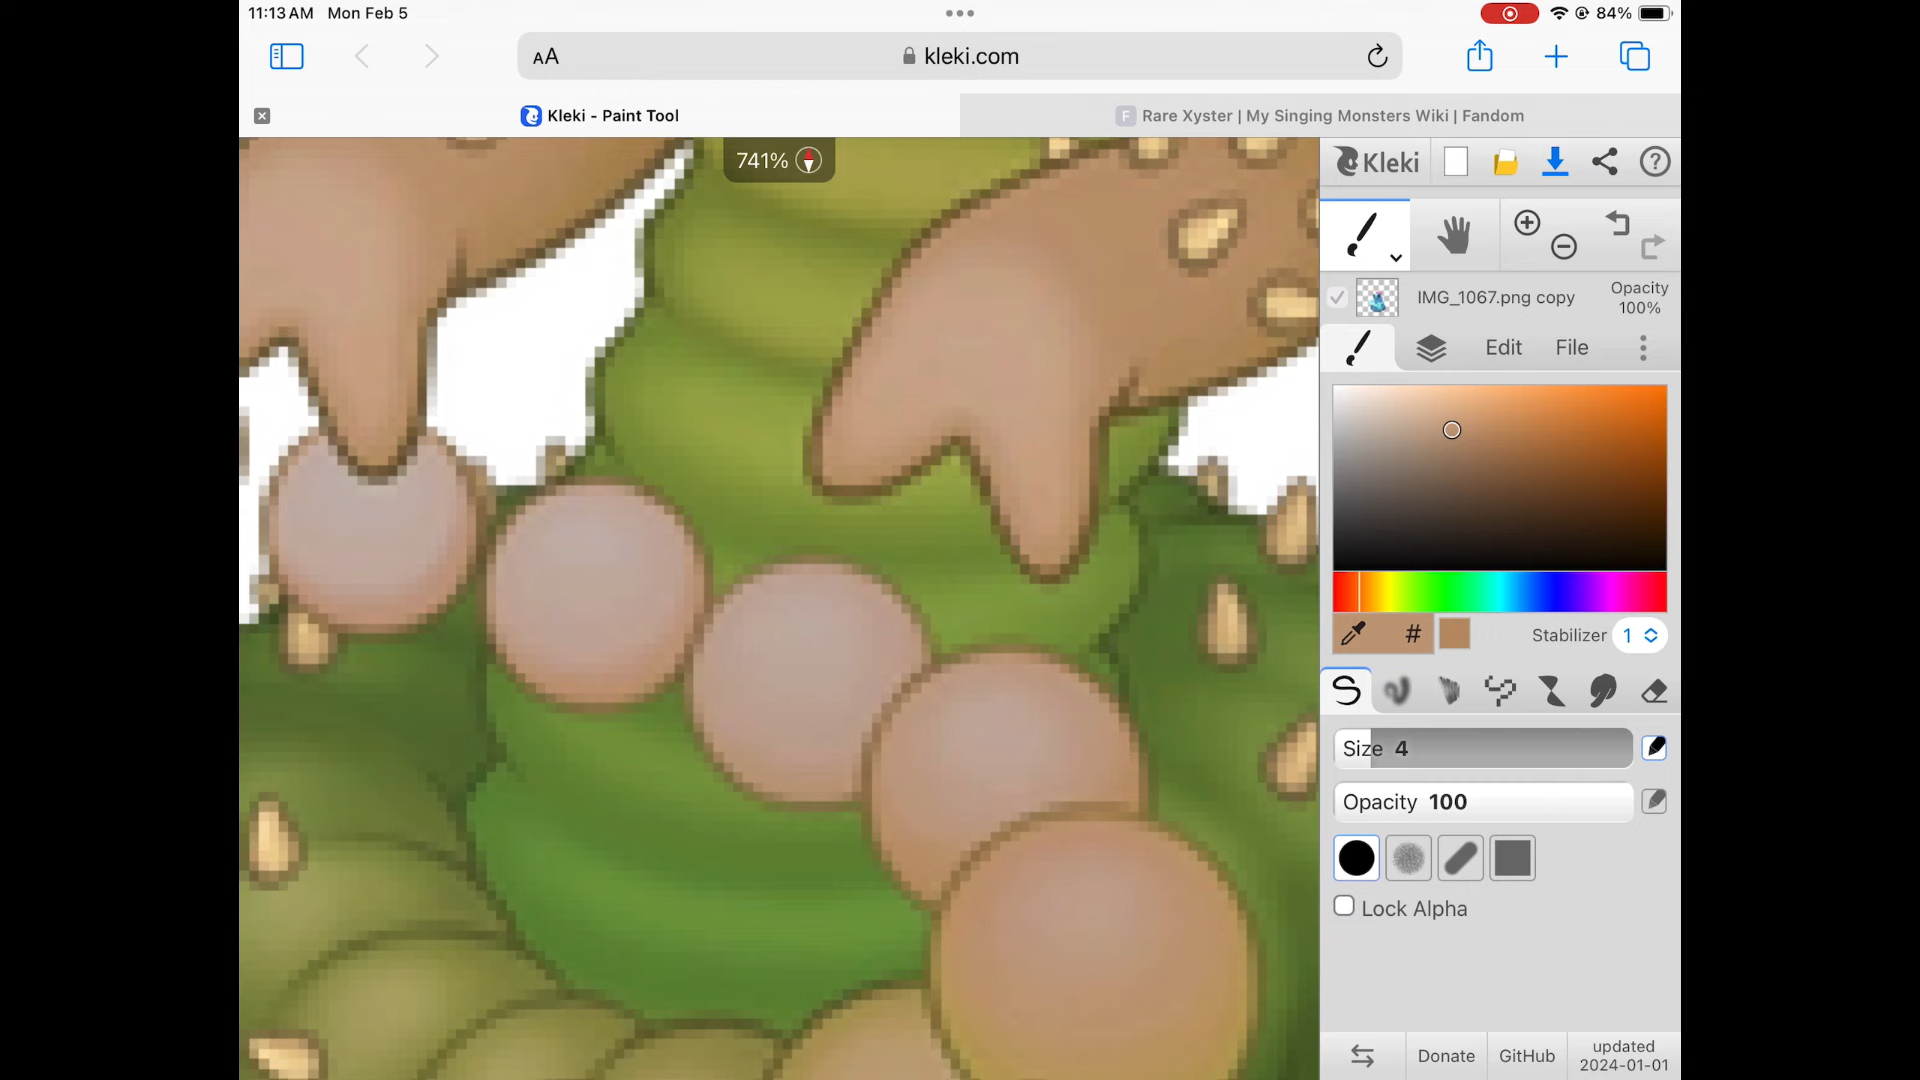 11:13 AM Mon Feb 5
84%
AA
kleki.com
Kleki - Paint Tool
Rare Xyster | My Singing Monsters Wiki | Fandom
741%
Kleki
IMG_1067.png copy
Opacity
100%
Edit
File
#
Stabilizer 1
Size 4
Opacity 100
Lock Alpha
Donate
GitHub
updated
2024-01-01